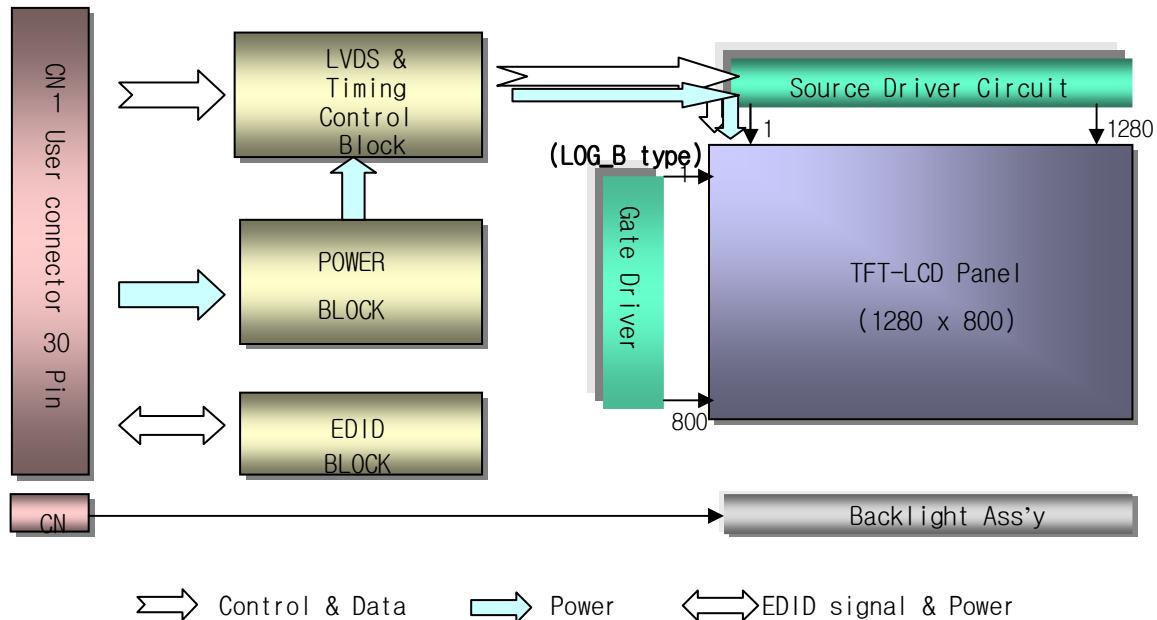 CN1 User connector 30 Pin
LVDS &
Timing
Control
Block
Source Driver Circuit
1
1280
(LOG_B type)
1
Gate Driver
800
POWER
BLOCK
TFT-LCD Panel
(1280 x 800)
EDID
BLOCK
CN
Backlight Ass'y
Control & Data
Power
EDID signal & Power